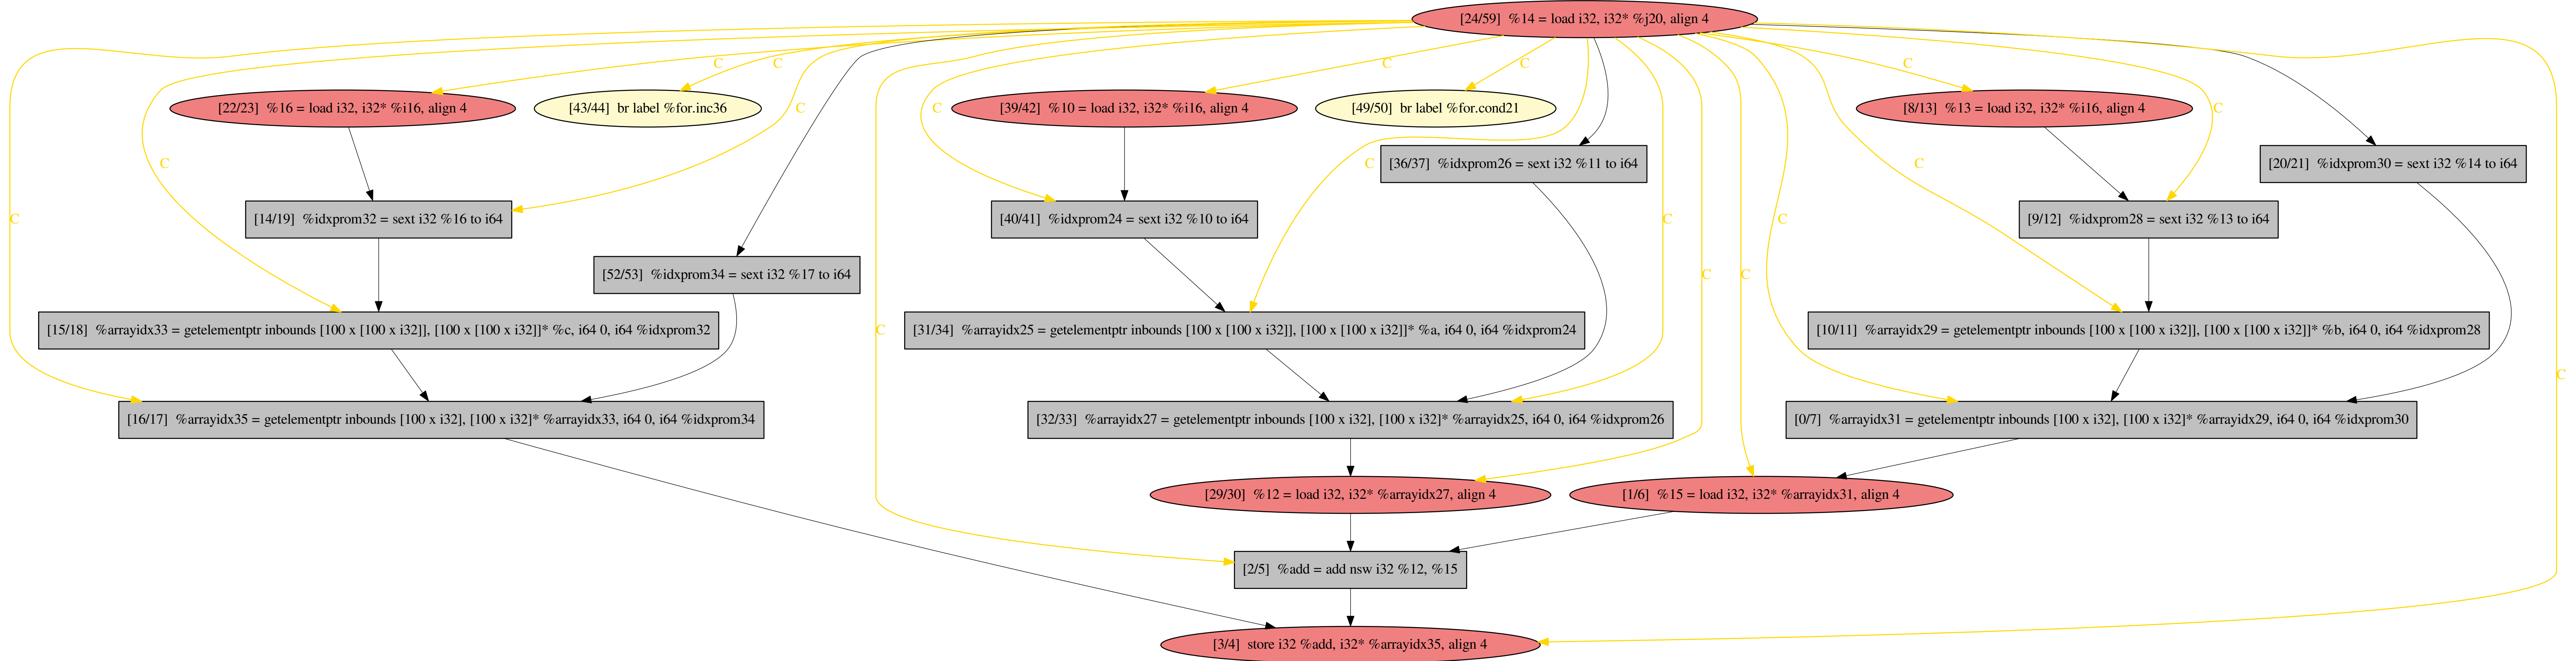 [24/59] %14 = load i32, i32* %j20, align 4
C
C
C
C
C
[22/23] %16 = load i32, i32* %i16, align 4
[43/44] br label %for.inc36
C
C
[39/42] %10 = load i32, i32* %i16, align 4
[49/50] br label %for.cond21
[8/13] %13 = load i32, i32* %i16, align 4
C
C
C
[36/37] %idxprom26 = sext i32 %11 to i64
C
[20/21] %idxprom30 = sext i32 %14 to i64
C
[14/19] %idxprom32 = sext i32 %16 to i64
[40/41] %idxprom24 = sext i32 %10 to i64
C
C
[9/12] %idxprom28 = sext i32 %13 to i64
[52/53] %idxprom34 = sext i32 %17 to i64
C
C
[15/18] %arrayidx33 = getelementptr inbounds [100 x [100 x i32]], [100 x [100 x i32]]* %c, i64 0, i64 %idxprom32
C
[31/34] %arrayidx25 = getelementptr inbounds [100 x [100 x i32]], [100 x [100 x i32]]* %a, i64 0, i64 %idxprom24
[10/11] %arrayidx29 = getelementptr inbounds [100 x [100 x i32]], [100 x [100 x i32]]* %b, i64 0, i64 %idxprom28
C
[16/17] %arrayidx35 = getelementptr inbounds [100 x i32], [100 x i32]* %arrayidx33, i64 0, i64 %idxprom34
[32/33] %arrayidx27 = getelementptr inbounds [100 x i32], [100 x i32]* %arrayidx25, i64 0, i64 %idxprom26
[0/7] %arrayidx31 = getelementptr inbounds [100 x i32], [100 x i32]* %arrayidx29, i64 0, i64 %idxprom30
[29/30] %12 = load i32, i32* %arrayidx27, align 4
[1/6] %15 = load i32, i32* %arrayidx31, align 4
[2/5] %add = add nsw i32 %12, %15
[3/4] store i32 %add, i32* %arrayidx35, align 4